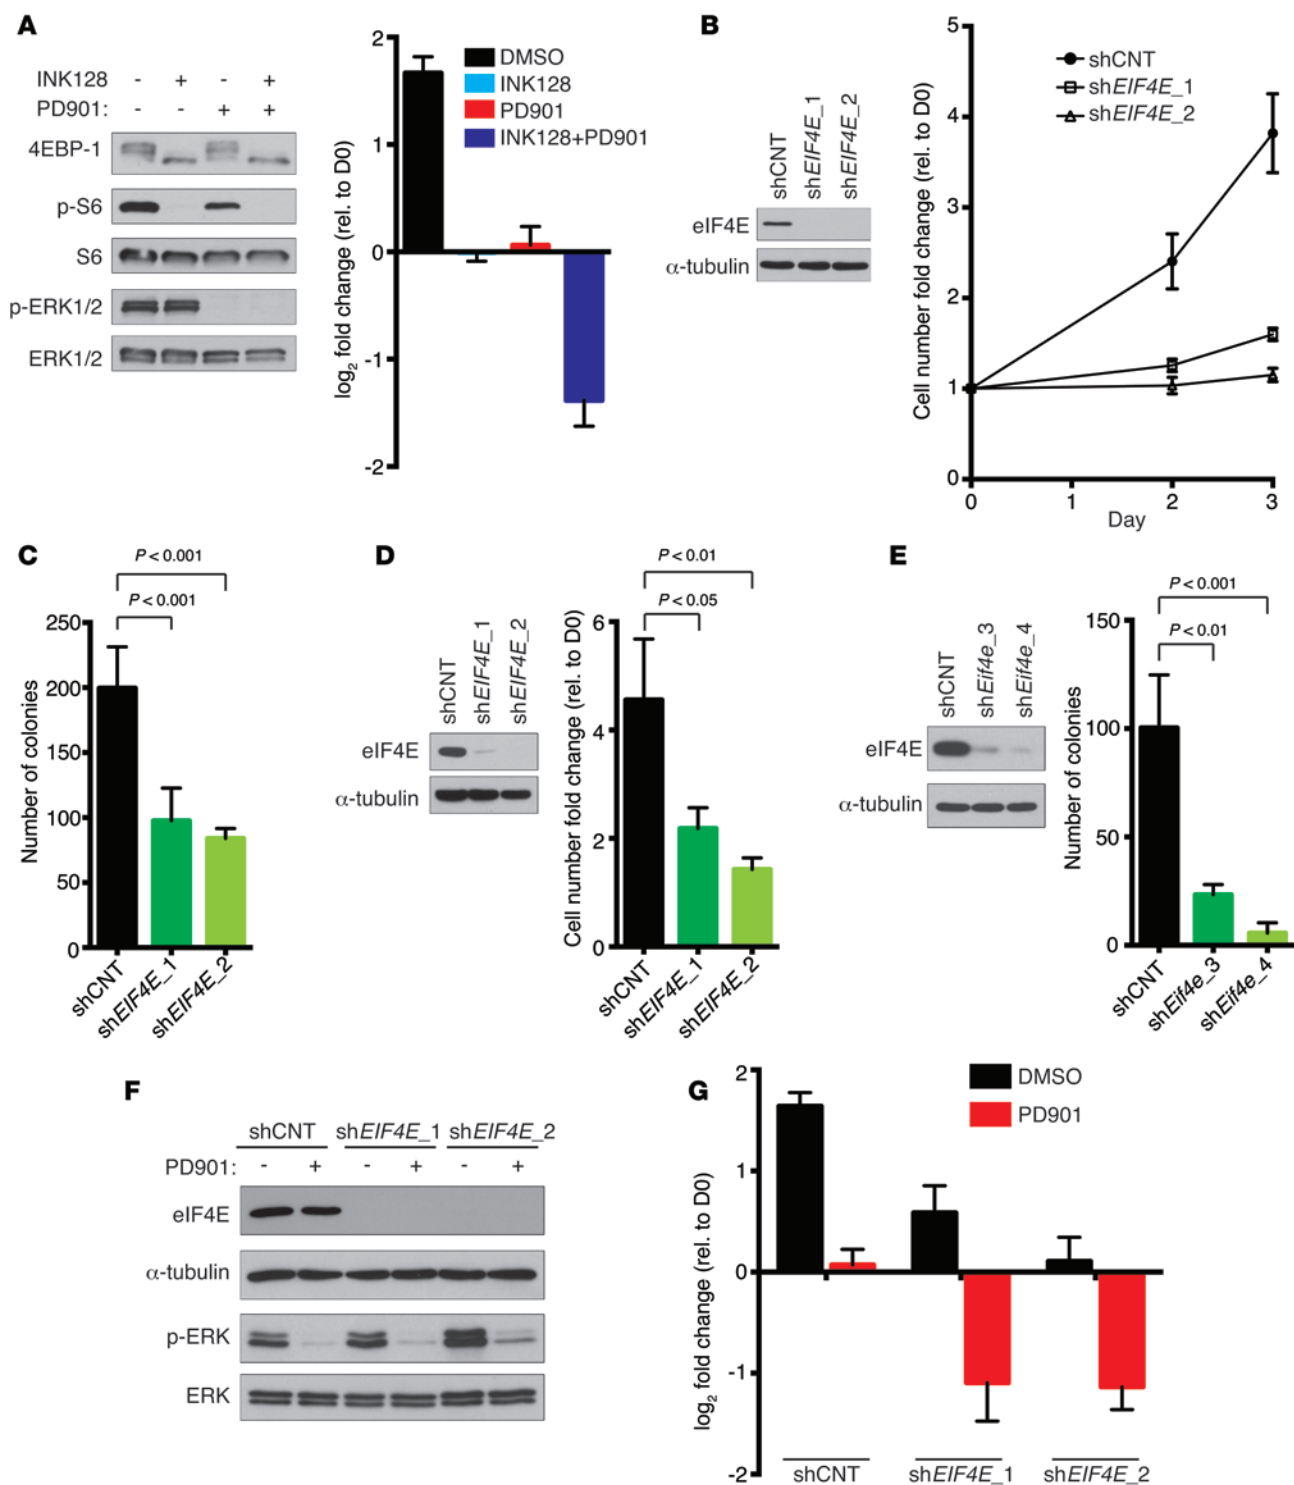 A
INK128 - + - +
PD901: - - + +
4EBP-1
p-S6
S6
p-ERK1/2
ERK1/2
log2 fold change (rel. to D0)
2
1
0
-1
-2
DMSO
INK128
PD901
INK128+PD901
B
shCNT
shEIF4E_1
shEIF4E_2
eIF4E
α-tubulin
Cell number fold change (rel. to D0)
5
4
3
2
1
0
shCNT
shEIF4E_1
shEIF4E_2
0 1 2 3
Day
C
P < 0.001
P < 0.001
Number of colonies
250
200
150
100
50
0
shCNT
shEIF4E_1
shEIF4E_2
D
shCNT
shEIF4E_1
shEIF4E_2
eIF4E
α-tubulin
P < 0.01
P < 0.05
Cell number fold change (rel. to D0)
6
4
2
0
shCNT
shEIF4E_1
shEIF4E_2
E
shCNT
shEif4e_3
shEif4e_4
eIF4E
α-tubulin
P < 0.001
P < 0.01
Number of colonies
150
100
50
0
shCNT
shEif4e_3
shEif4e_4
F
shCNT shEIF4E_1 shEIF4E_2
PD901: - + - + - +
eIF4E
α-tubulin
p-ERK
ERK
G
log2 fold change (rel. to D0)
2
1
0
-1
-2
DMSO
PD901
shCNT shEIF4E_1 shEIF4E_2